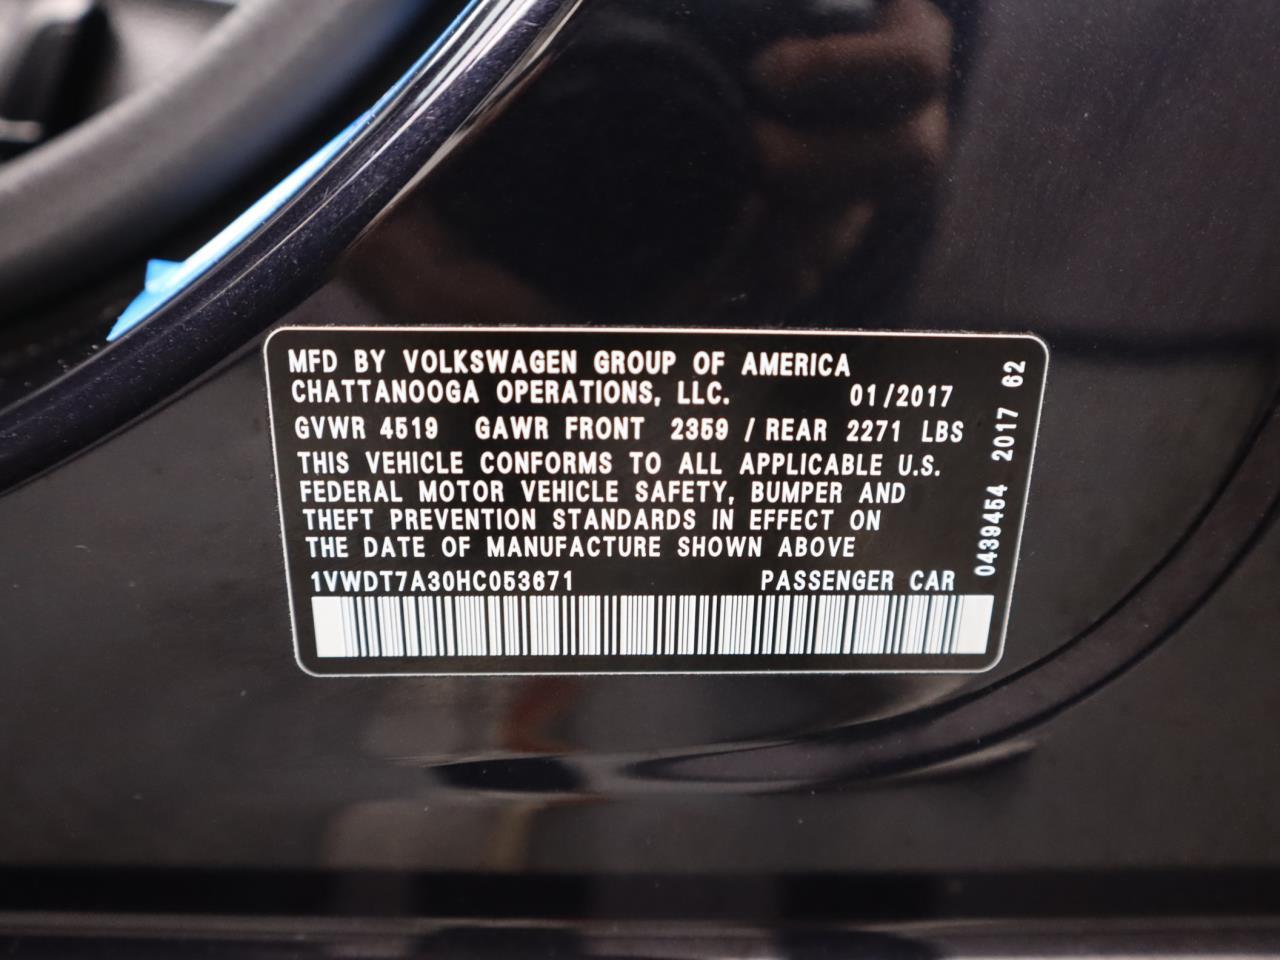 MFD BY VOLKSWAGEN GROUP OF AMERICA
CHATTANOOGA OPERATIONS, LLC. 01/2017
GVWR 4519 GAWR FRONT 2359 / REAR 2271 LBS
THIS VEHICLE CONFORMS TO ALL APPLICABLE U.S.
FEDERAL MOTOR VEHICLE SAFETY, BUMPER AND
THEFT PREVENTION STANDARDS IN EFFECT ON
THE DATE OF MANUFACTURE SHOWN ABOVE
1VWDT7A30HC053671 PASSENGER CAR
0439454 2017 62